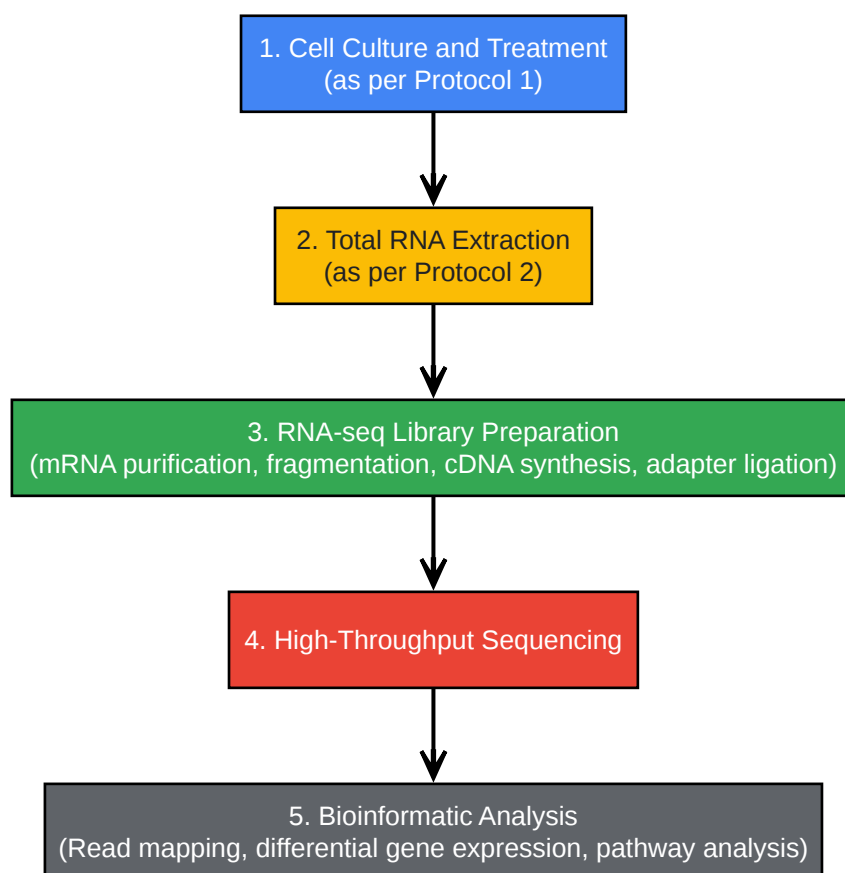 1. Cell Culture and Treatment
(as per Protocol 1)
2. Total RNA Extraction
(as per Protocol 2)
3. RNA-seq Library Preparation
(mRNA purification, fragmentation, cDNA synthesis, adapter ligation)
4. High-Throughput Sequencing
5. Bioinformatic Analysis
(Read mapping, differential gene expression, pathway analysis)